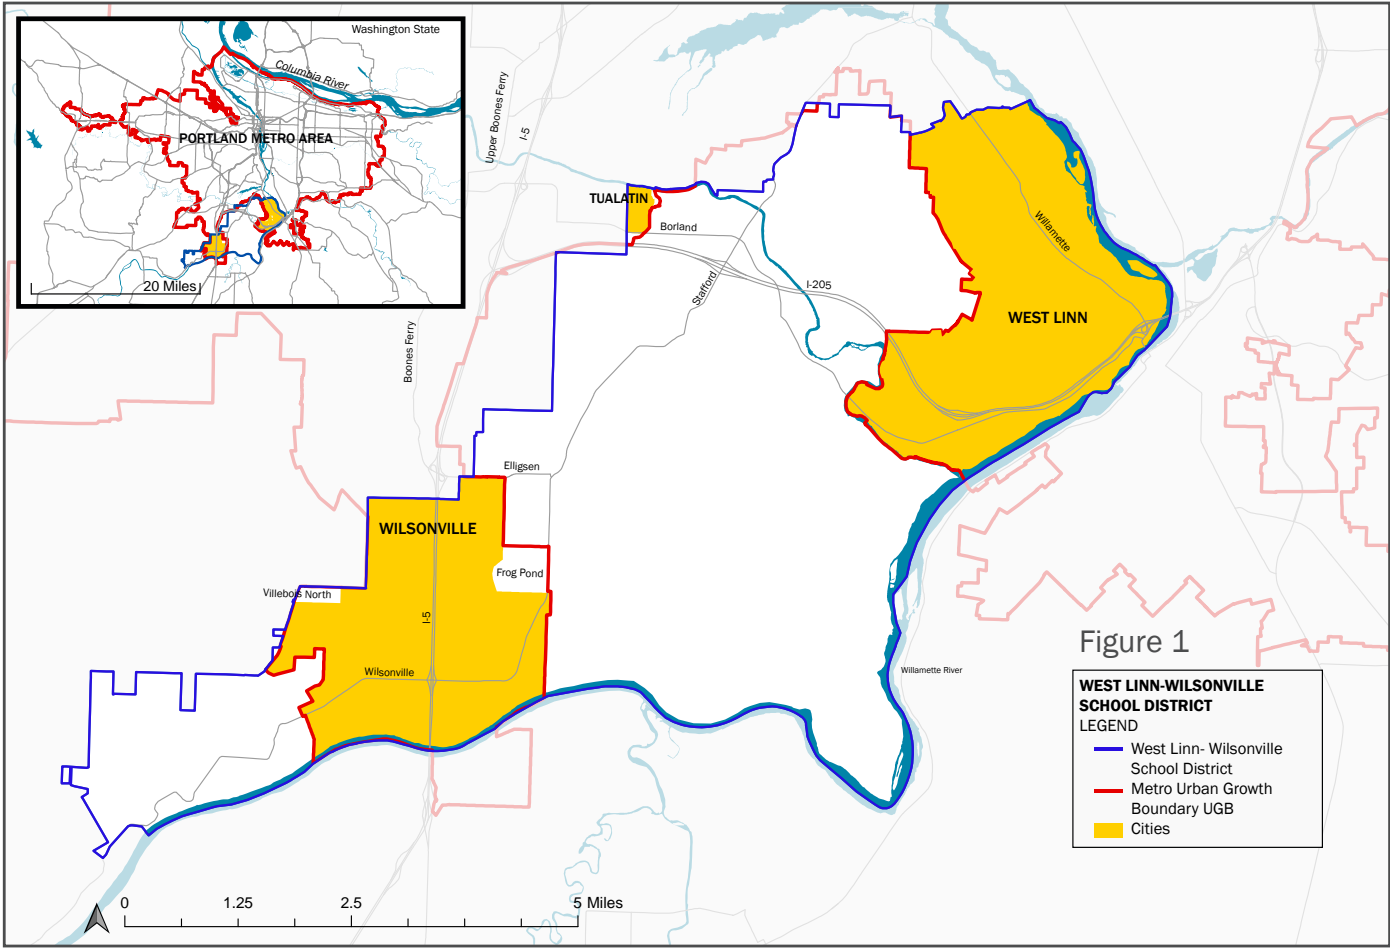 Washington State
Columbia River
PORTLAND METRO AREA
20 Miles
Upper Boones Ferry
I-5
TUALATIN
Borland
Stafford
I-205
Willamette
WEST LINN
Boones Ferry
Elligsen
WILSONVILLE
Frog Pond
Villebois North
I-5
Wilsonville
Willamette River
Figure 1
WEST LINN-WILSONVILLE
SCHOOL DISTRICT
LEGEND
West Linn- Wilsonville
School District
Metro Urban Growth
Boundary UGB
Cities
0 1.25 2.5 5 Miles